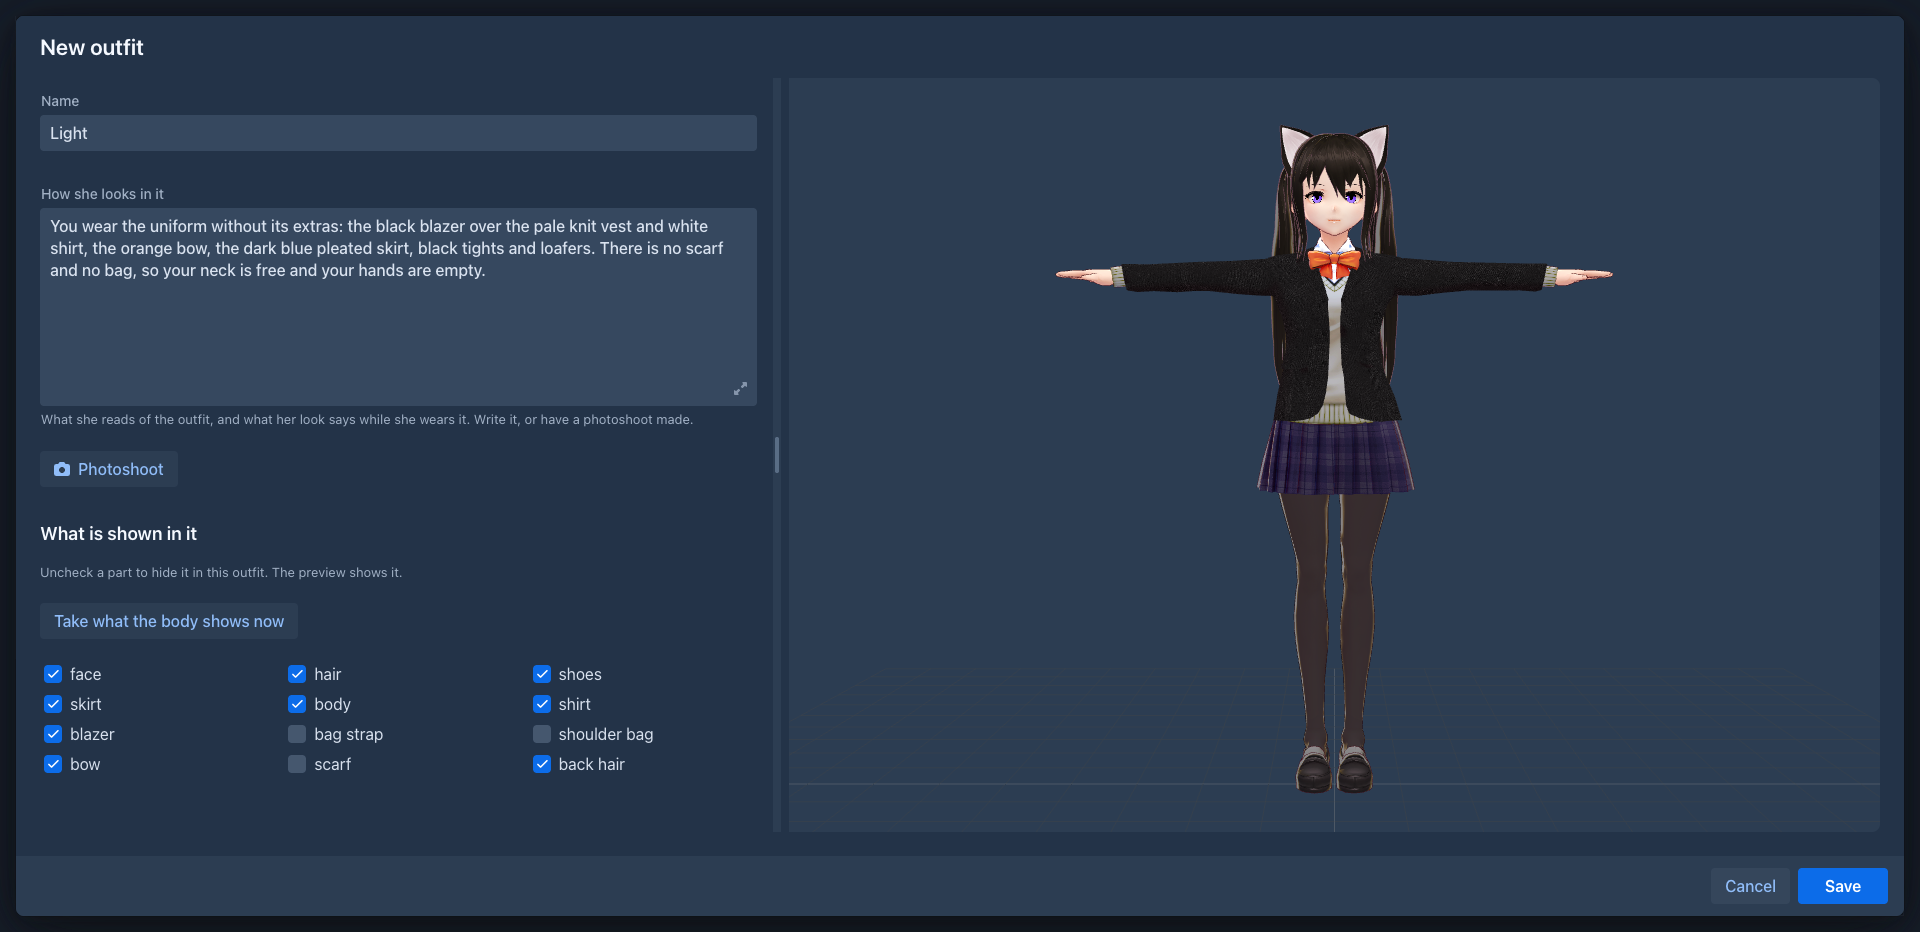 New outfit
Name
Light
How she looks in it
You wear the uniform without its extras: the black blazer over the pale knit vest and white
shirt, the orange bow, the dark blue pleated skirt, black tights and loafers. There is no scarf
and no bag, so your neck is free and your hands are empty.
What she reads of the outfit, and what her look says while she wears it. Write it, or have a photoshoot made.
Photoshoot
What is shown in it
Uncheck a part to hide it in this outfit. The preview shows it.
Take what the body shows now
face hair shoes
skirt body shirt
blazer bag strap shoulder bag
bow scarf back hair
Cancel Save